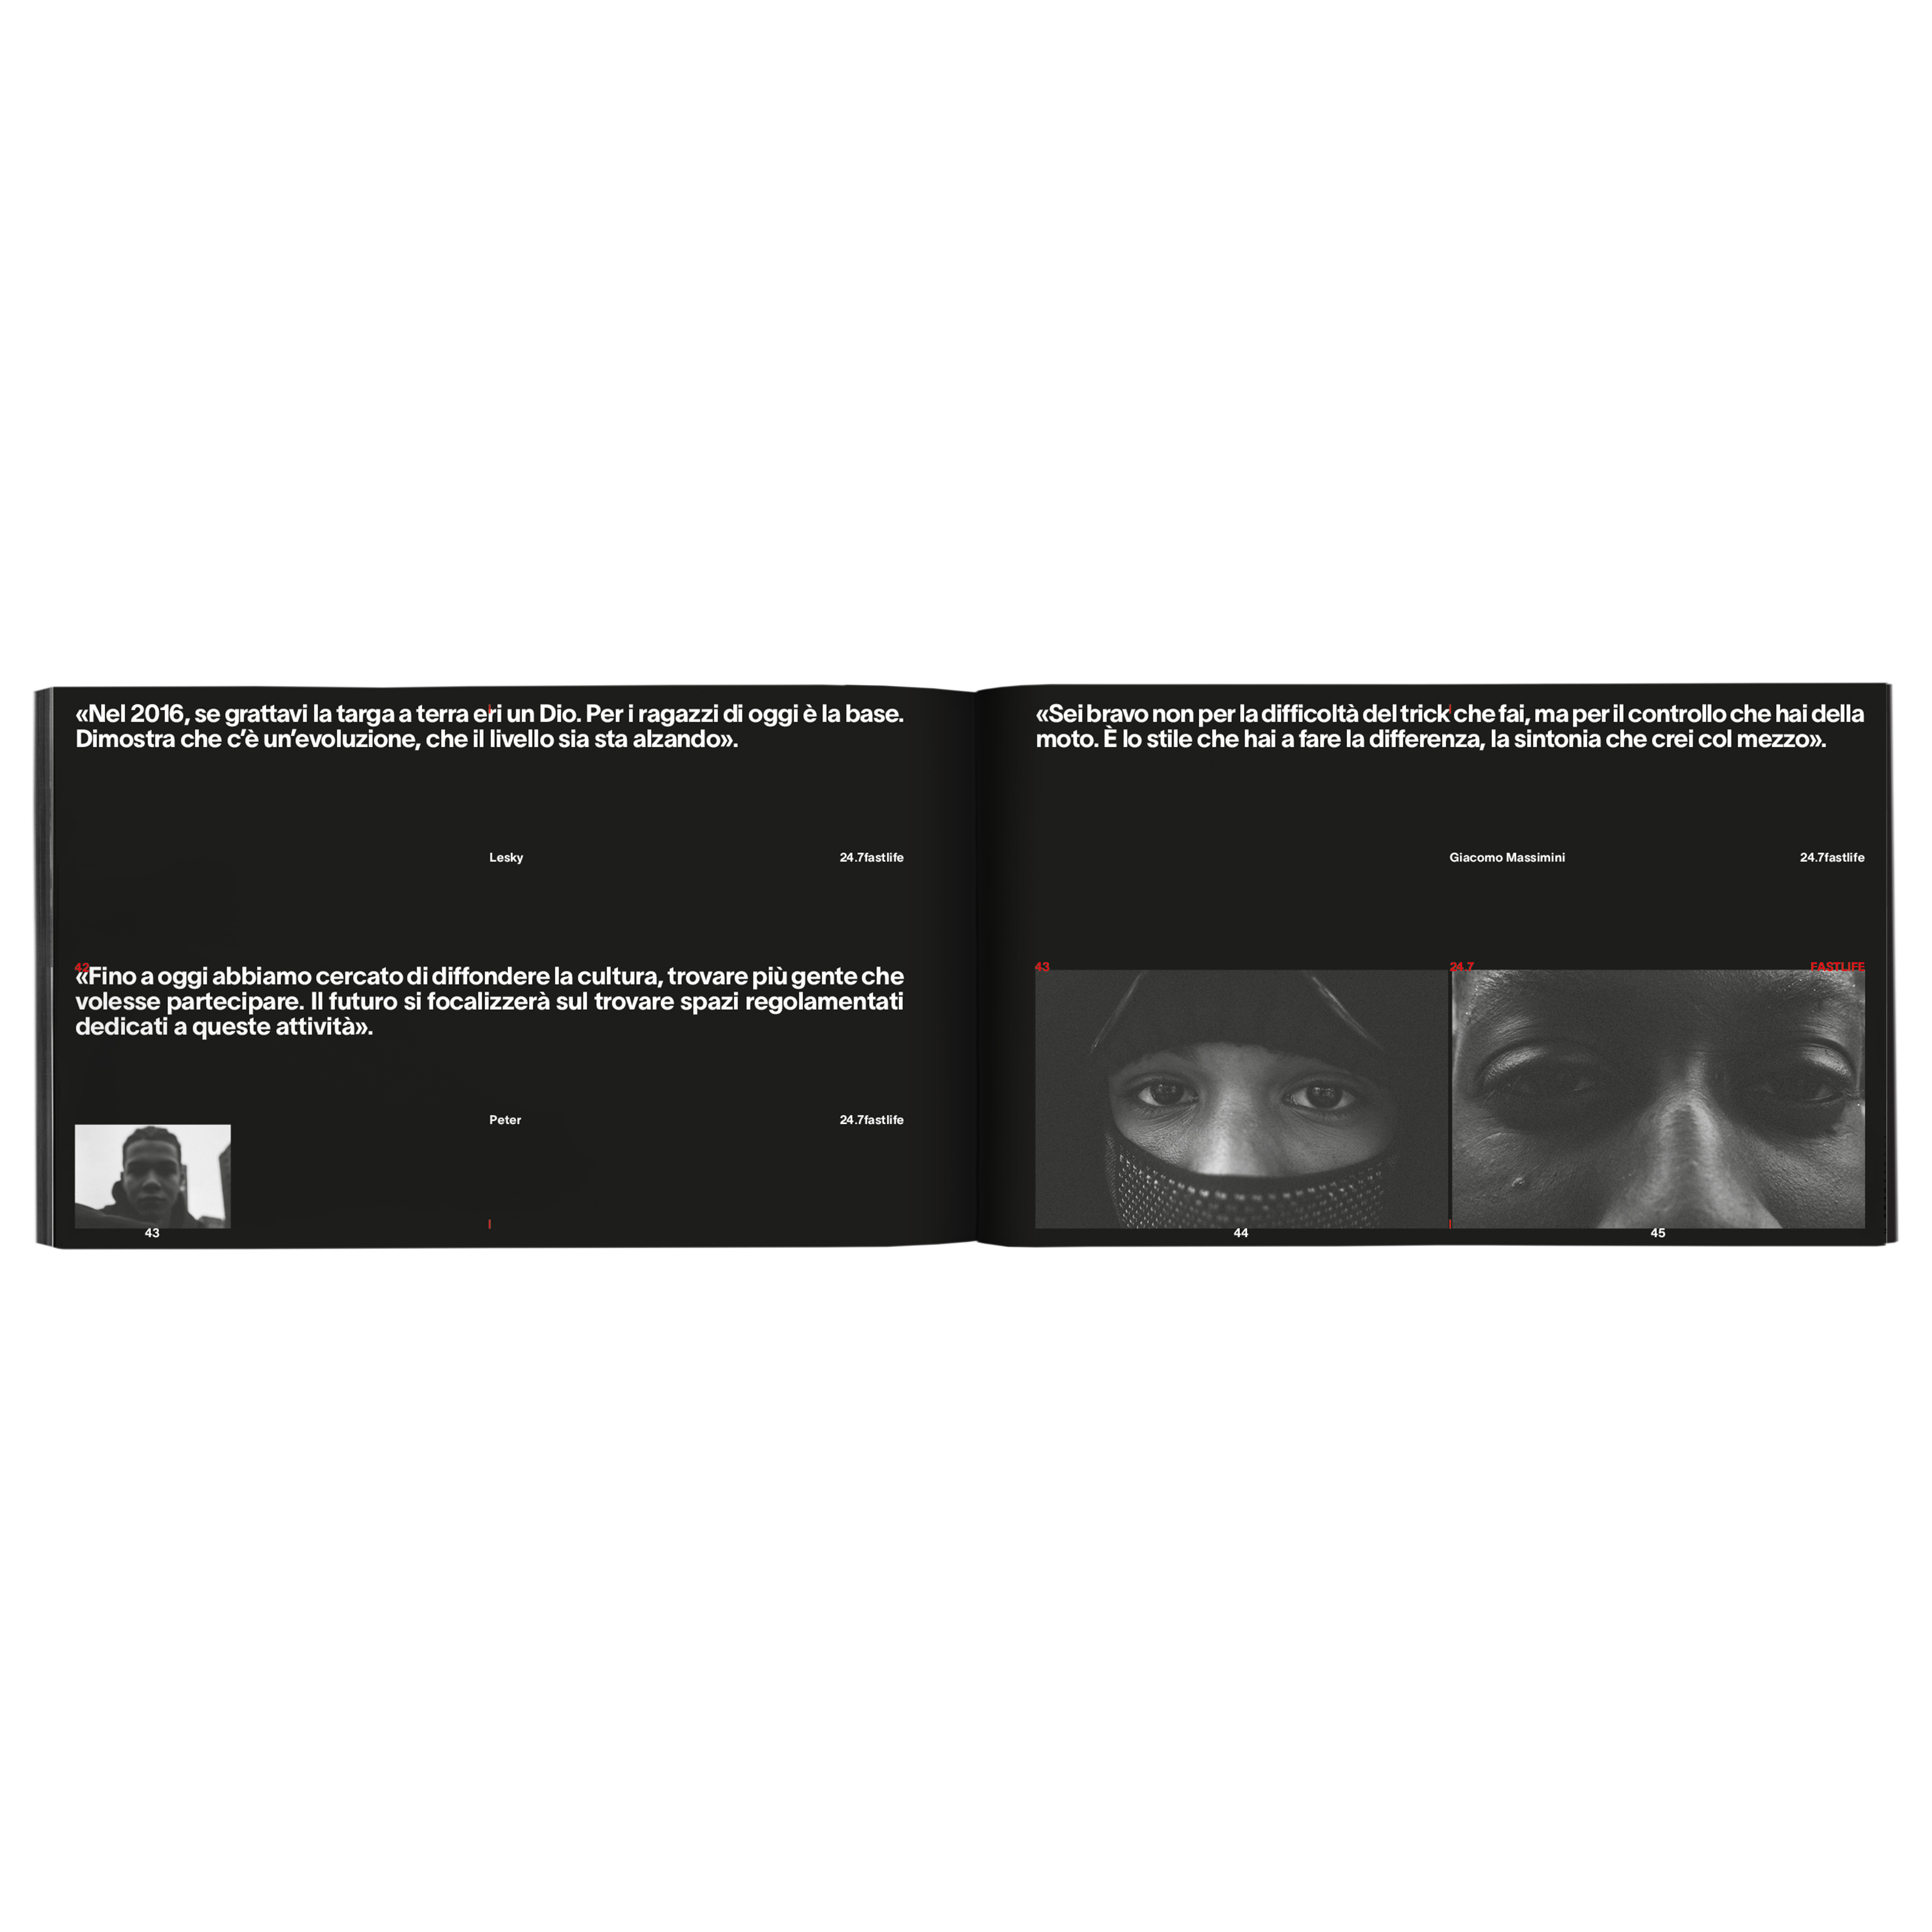 «Nel 2016, se grattavi la targa a terra eri un Dio. Per i ragazzi di oggi è la base.
Dimostra che c'è un'evoluzione, che il livello sia sta alzando».
Lesky
24.7fastlife
42
«Fino a oggi abbiamo cercato di diffondere la cultura, trovare più gente che
volesse partecipare. Il futuro si focalizzerà sul trovare spazi regolamentati
dedicati a queste attività».
Peter
24.7fastlife
43
«Sei bravo non per la difficoltà del trick che fai, ma per il controllo che hai della
moto. È lo stile che hai a fare la differenza, la sintonia che crei col mezzo».
Giacomo Massimini
24.7fastlife
43
24.7
FASTLIFE
44
45